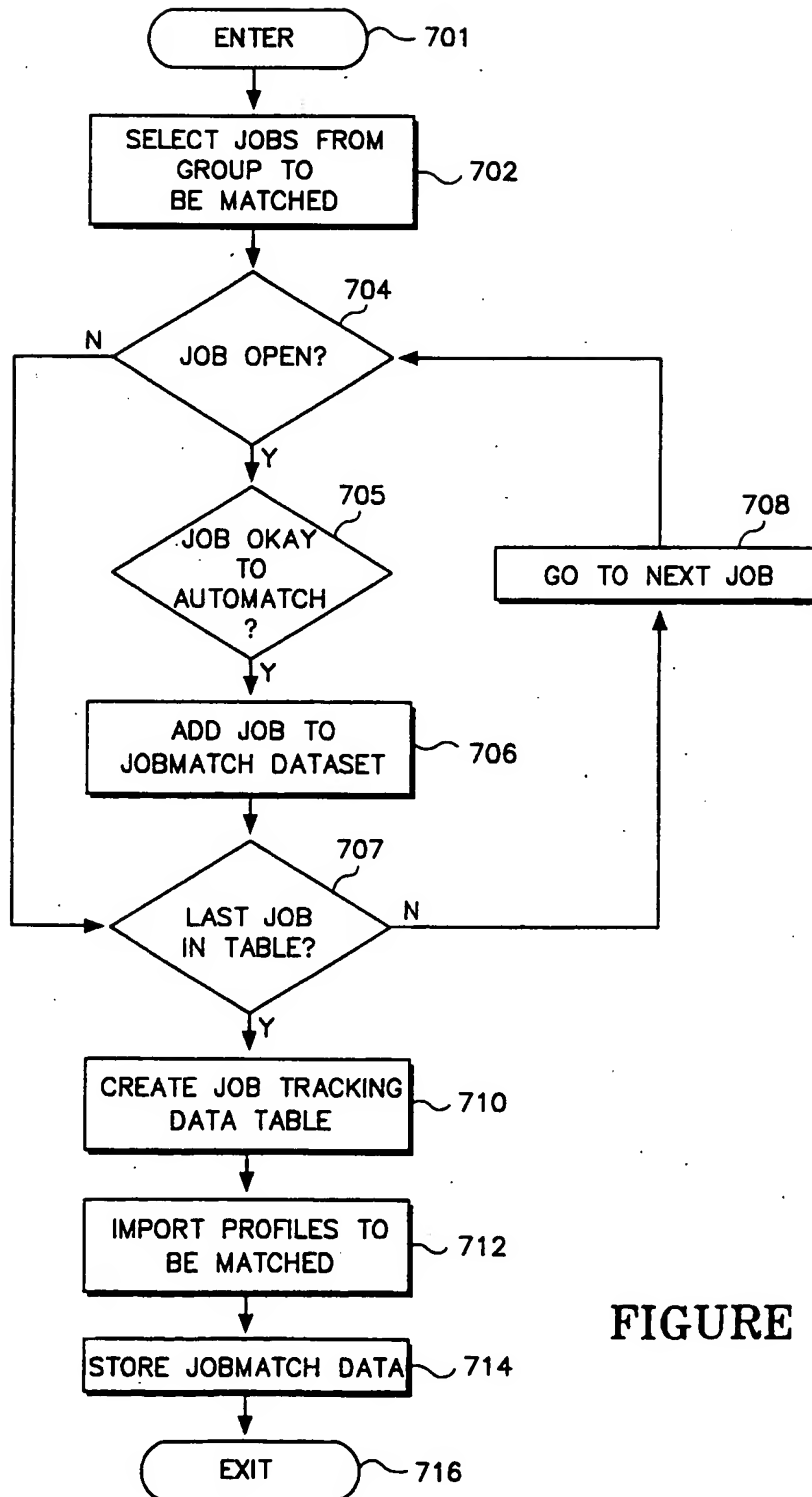 ENTER
701
SELECT JOBS FROM
GROUP TO
BE MATCHED
702
704
N
JOB OPEN?
Y
705
JOB OKAY
TO
AUTOMATCH
?
708
GO TO NEXT JOB
Y
ADD JOB TO
JOBMATCH DATASET
706
707
LAST JOB
IN TABLE?
N
Y
CREATE JOB TRACKING
DATA TABLE
710
IMPORT PROFILES TO
BE MATCHED
712
FIGURE
STORE JOBMATCH DATA
714
EXIT
716